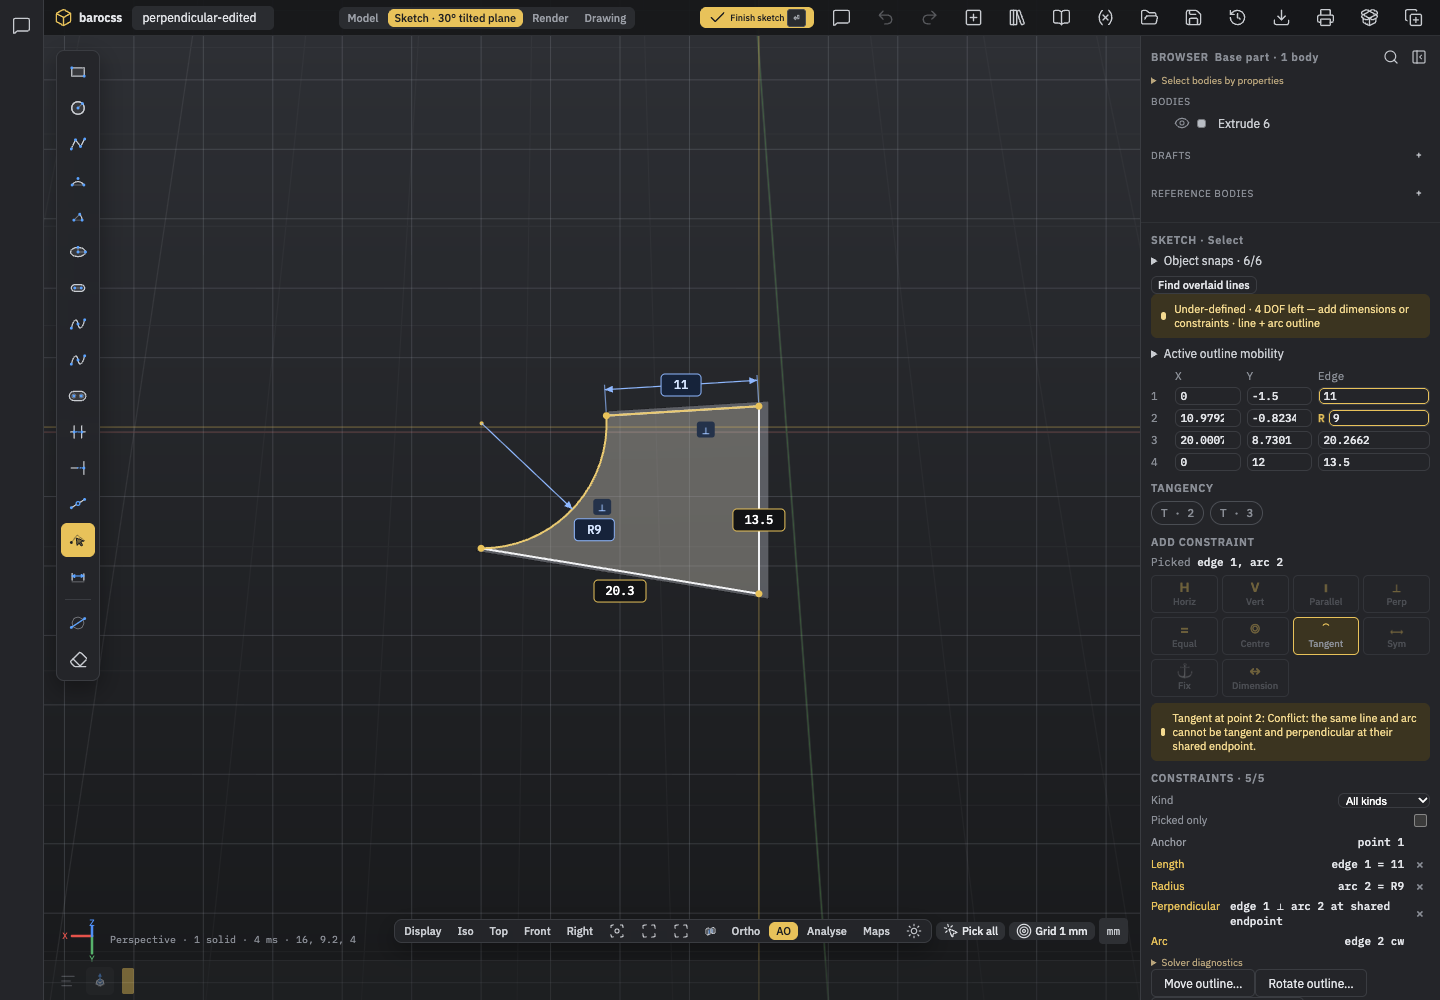 barocss
perpendicular-edited
Model
Sketch · 30° tilted plane
Render
Drawing
Finish sketch
BROWSER Base part · 1 body
Select bodies by properties
BODIES
Extrude 6
DRAFTS
+
REFERENCE BODIES
+
SKETCH · Select
Object snaps · 6/6
Find overlaid lines
Under-defined · 4 DOF left — add dimensions or
constraints · line + arc outline
Active outline mobility
X Y Edge
1 0 -1.5 11
2 10.9792 -0.8234 R 9
3 20.0007 8.7301 20.2662
4 0 12 13.5
TANGENCY
T · 2 T · 3
ADD CONSTRAINT
Picked edge 1, arc 2
H V
Horiz Vert Parallel Perp
Equal Centre Tangent Sym
Fix Dimension
Tangent at point 2: Conflict: the same line and arc
cannot be tangent and perpendicular at their
shared endpoint.
CONSTRAINTS · 5/5
Kind All kinds
Picked only
Anchor point 1
Length edge 1 = 11 ×
Radius arc 2 = R9 ×
Perpendicular edge 1 ⊥ arc 2 at shared
endpoint ×
Arc edge 2 cw
Solver diagnostics
Move outline... Rotate outline...
11
⊥
⊥
R9
13.5
20.3
Z
X
Y
Perspective · 1 solid · 4 ms · 16, 9.2, 4
Display Iso Top Front Right Ortho AO Analyse Maps
Pick all
Grid 1 mm
mm